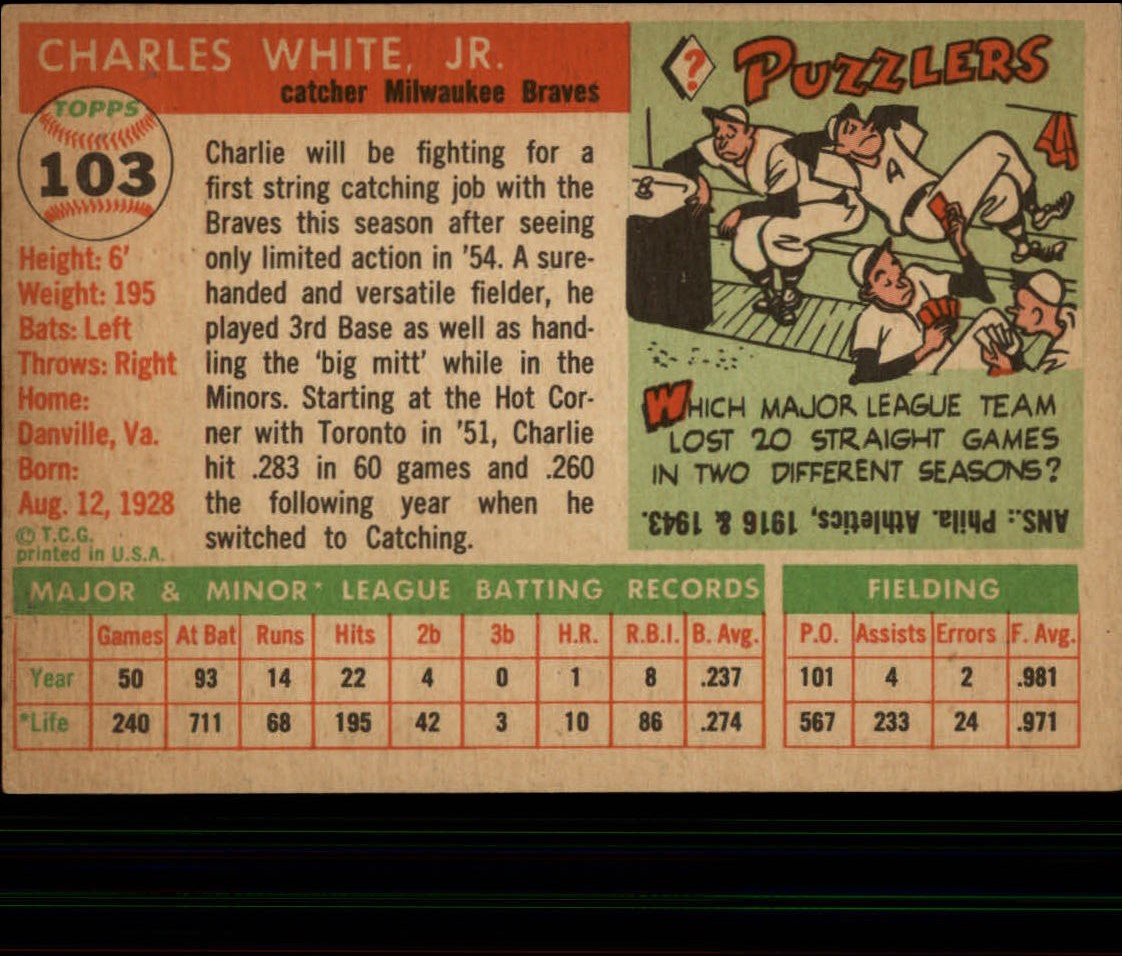 CHARLES WHITE, JR.
catcher Milwaukee Braves
TOPPS
103
Height: 6'
Weight: 195
Bats: Left
Throws: Right
Home:
Danville, Va.
Born:
Aug. 12, 1928
© T.C.G.
printed in U.S.A.
Charlie will be fighting for a
first string catching job with the
Braves this season after seeing
only limited action in '54. A sure-
handed and versatile fielder, he
played 3rd Base as well as hand-
ling the 'big mitt' while in the
Minors. Starting at the Hot Cor-
ner with Toronto in '51, Charlie
hit .283 in 60 games and .260
the following year when he
switched to Catching.
?
PUZZLERS
A
WHICH MAJOR LEAGUE TEAM
LOST 20 STRAIGHT GAMES
IN TWO DIFFERENT SEASONS?
ANS.: Phila. Athletics, 1916 & 1943.
MAJOR & MINOR* LEAGUE BATTING RECORDS
Games At Bat Runs Hits 2b 3b H.R. R.B.I. B. Avg.
Year 50 93 14 22 4 0 1 8 .237
*Life 240 711 68 195 42 3 10 86 .274
FIELDING
P.O. Assists Errors F. Avg.
101 4 2 .981
567 233 24 .971